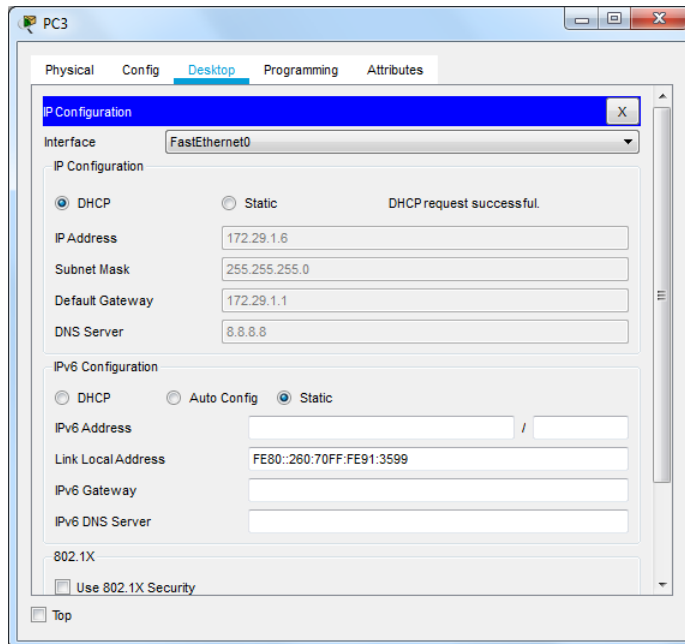 PC3
Physical Config Desktop Programming Attributes
IP Configuration X
Interface FastEthernet0
IP Configuration
DHCP Static DHCP request successful.
IP Address 172.29.1.6
Subnet Mask 255.255.255.0
Default Gateway 172.29.1.1
DNS Server 8.8.8.8
IPv6 Configuration
DHCP Auto Config Static
IPv6 Address /
Link Local Address FE80::260:70FF:FE91:3599
IPv6 Gateway
IPv6 DNS Server
802.1X
Use 802.1X Security
Top